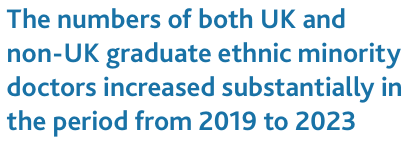 The numbers of both UK and
non-UK graduate ethnic minority
doctors increased substantially in
the period from 2019 to 2023